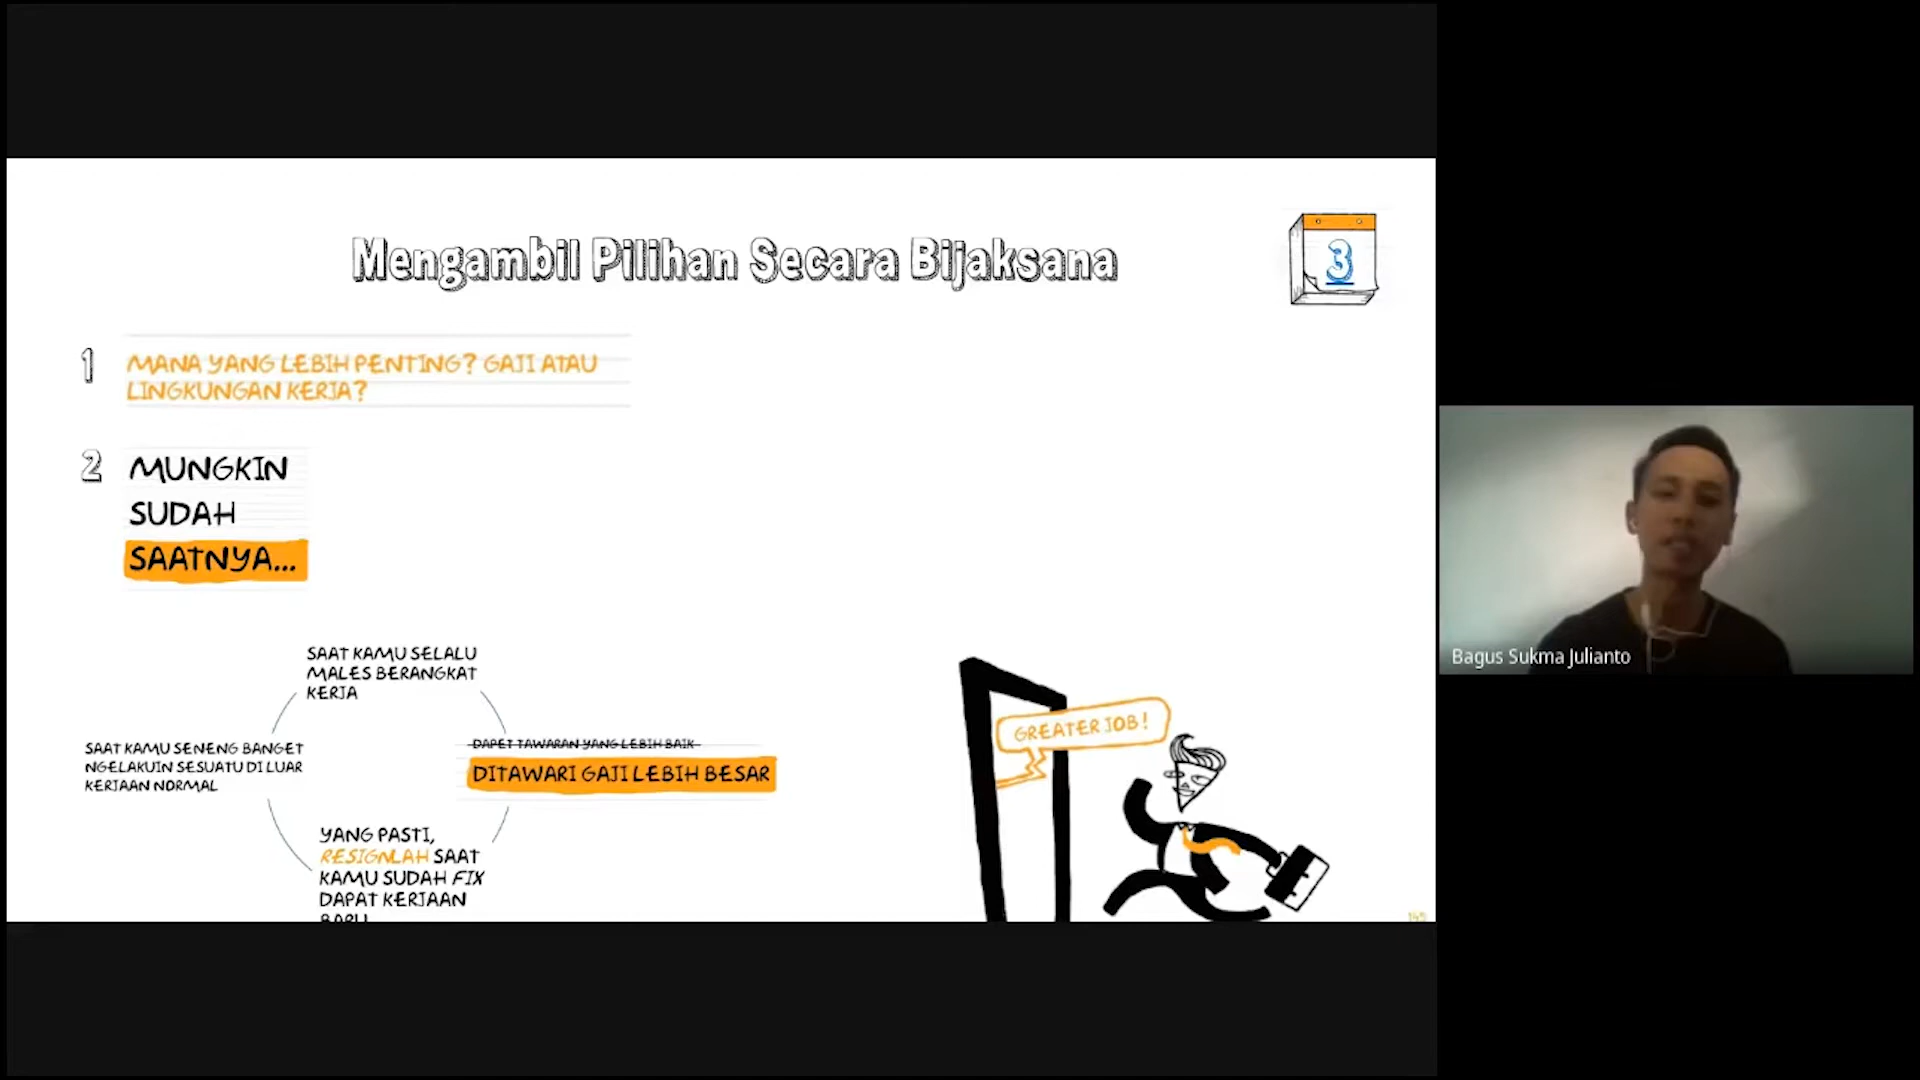 Mengambil Pilihan Secara Bijaksana
3
1
MANA YANG LEBIH PENTING? GAJI ATAU
LINGKUNGAN KERJA?
2
MUNGKIN
SUDAH
SAATNYA...
SAAT KAMU SELALU
MALES BERANGKAT
KERJA
SAAT KAMU SENENG BANGET
NGELAKUIN SESUATU DI LUAR
KERJAAN NORMAL
DAPET TAWARAN YANG LEBIH BAIK
DITAWARI GAJI LEBIH BESAR
YANG PASTI,
RESIGNLAH SAAT
KAMU SUDAH FIX
DAPAT KERJAAN
BARU
GREATER JOB!
Bagus Sukma Julianto